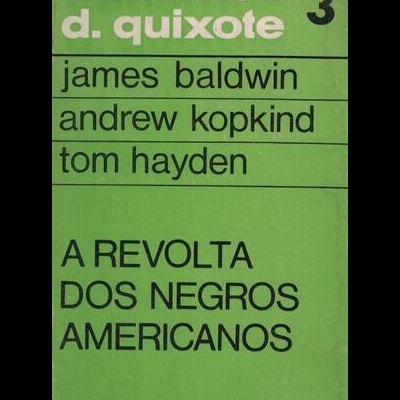 d. quixote 3
james baldwin
andrew kopkind
tom hayden
A REVOLTA
DOS NEGROS
AMERICANOS